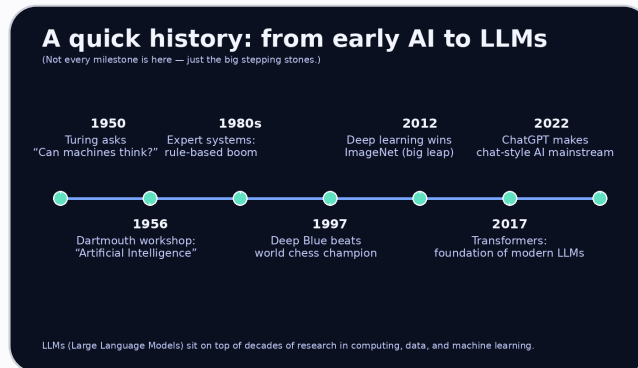 A quick history: from early AI to LLMs
(Not every milestone is here — just the big stepping stones.)
1950
Turing asks
“Can machines think?”
1980s
Expert systems:
rule-based boom
2012
Deep learning wins
ImageNet (big leap)
2022
ChatGPT makes
chat-style AI mainstream
1956
Dartmouth workshop:
“Artificial Intelligence”
1997
Deep Blue beats
world chess champion
2017
Transformers:
foundation of modern LLMs
LLMs (Large Language Models) sit on top of decades of research in computing, data, and machine learning.